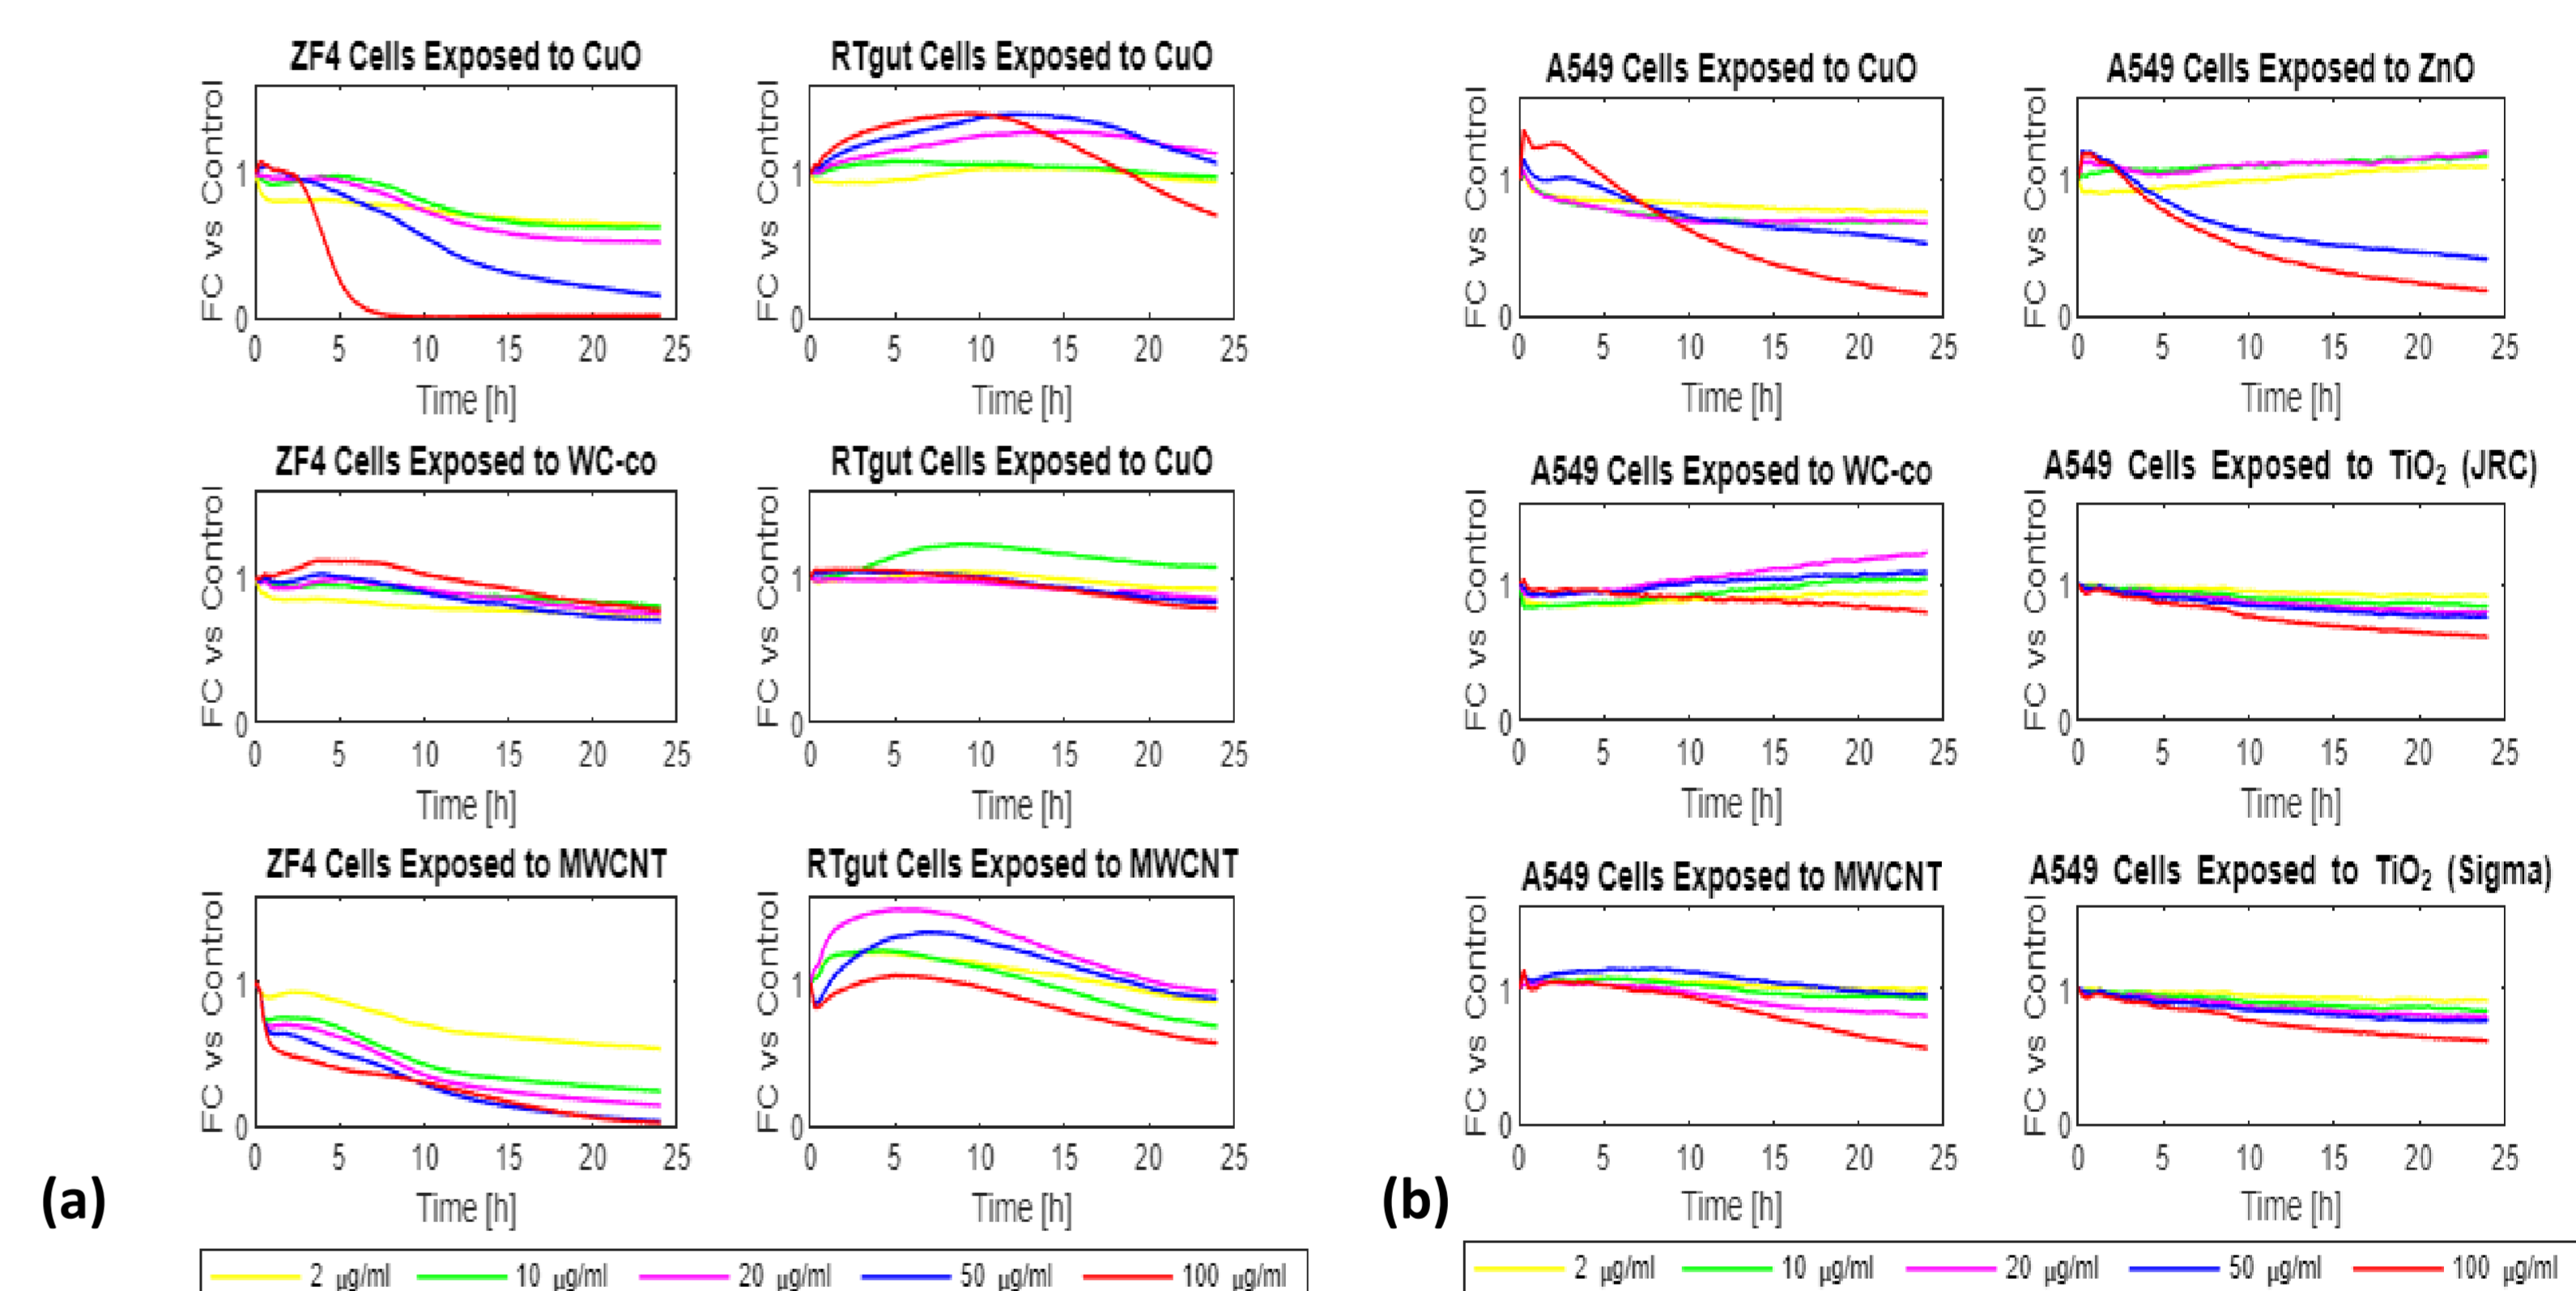 ZF4 Cells Exposed to CuO
FC vs Control
1
0
0 5 10 15 20 25
Time [h]
RTgut Cells Exposed to CuO
FC vs Control
1
0
0 5 10 15 20 25
Time [h]
ZF4 Cells Exposed to WC-co
FC vs Control
1
0
0 5 10 15 20 25
Time [h]
RTgut Cells Exposed to CuO
FC vs Control
1
0
0 5 10 15 20 25
Time [h]
ZF4 Cells Exposed to MWCNT
FC vs Control
1
0
0 5 10 15 20 25
Time [h]
RTgut Cells Exposed to MWCNT
FC vs Control
1
0
0 5 10 15 20 25
Time [h]
(a)
2 μg/ml 10 μg/ml 20 μg/ml 50 μg/ml 100 μg/ml
A549 Cells Exposed to CuO
FC vs Control
1
0
0 5 10 15 20 25
Time [h]
A549 Cells Exposed to ZnO
FC vs Control
1
0
0 5 10 15 20 25
Time [h]
A549 Cells Exposed to WC-co
FC vs Control
1
0
0 5 10 15 20 25
Time [h]
A549 Cells Exposed to TiO₂ (JRC)
FC vs Control
1
0
0 5 10 15 20 25
Time [h]
A549 Cells Exposed to MWCNT
FC vs Control
1
0
0 5 10 15 20 25
Time [h]
A549 Cells Exposed to TiO₂ (Sigma)
FC vs Control
1
0
0 5 10 15 20 25
Time [h]
(b)
2 μg/ml 10 μg/ml 20 μg/ml 50 μg/ml 100 μg/ml